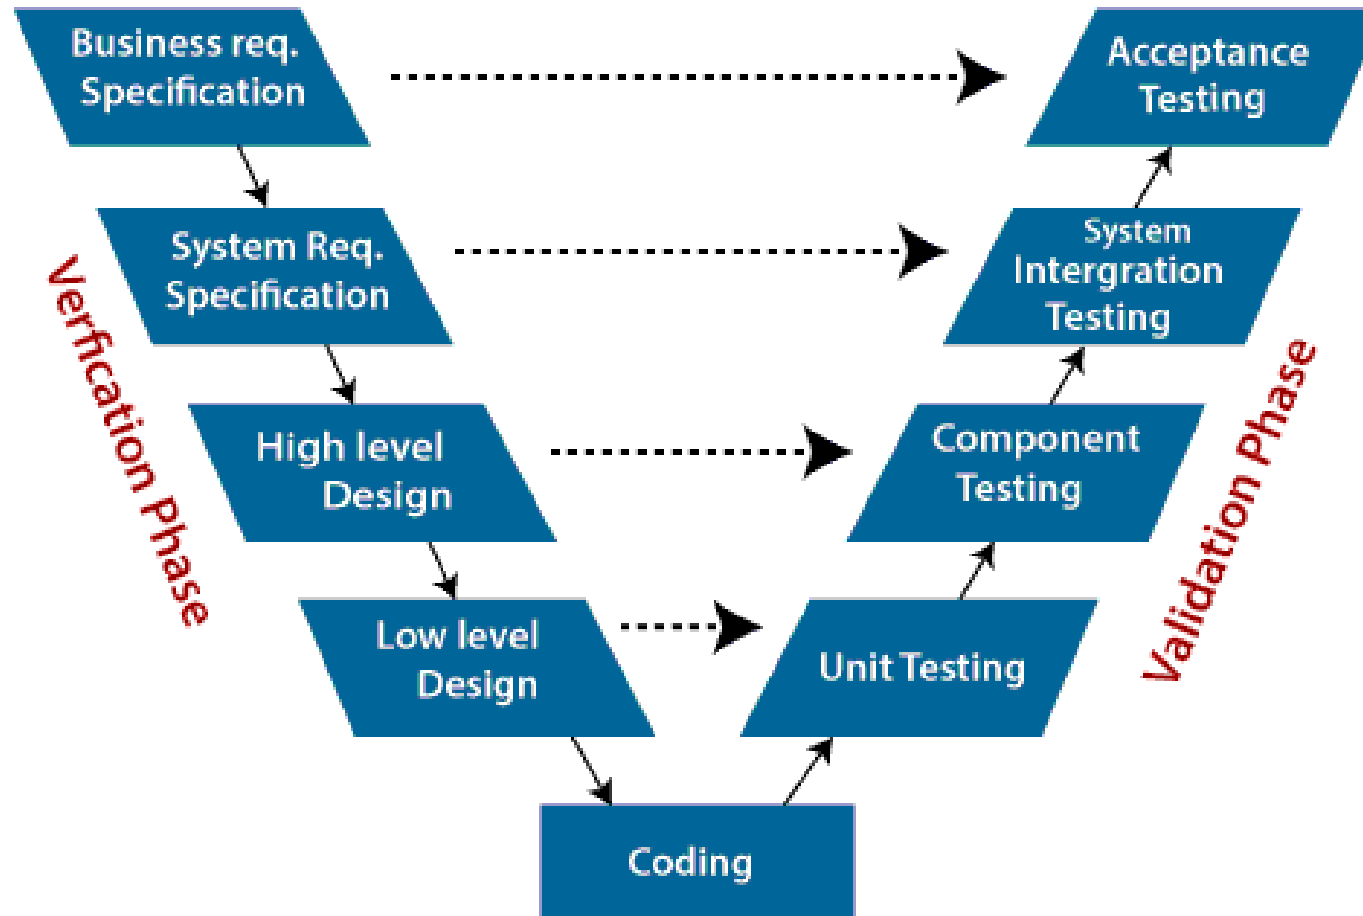 Business req.
Specification
Acceptance
Testing
System Req.
Specification
System
Intergration
Testing
Verfication Phase
Validation Phase
High level
Design
Component
Testing
Low level
Design
Unit Testing
Coding